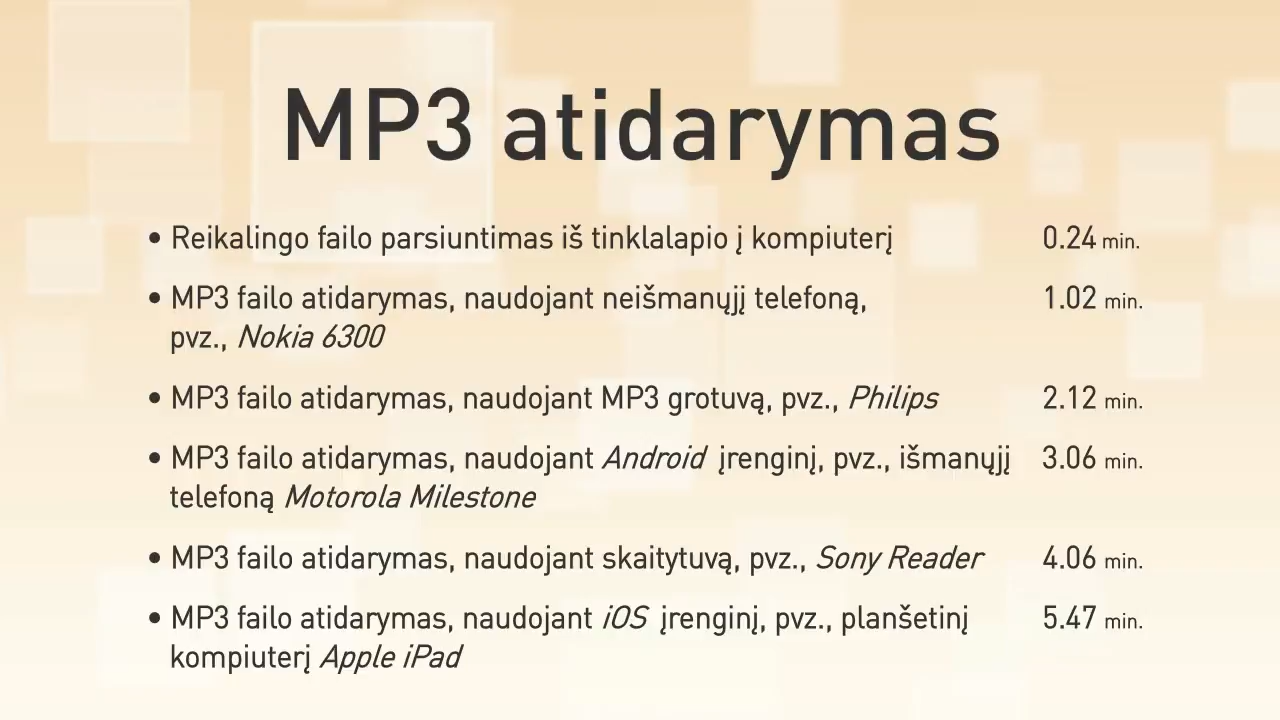 MP3 atidarymas
• Reikalingo failo parsiuntimas iš tinklalapio į kompiuterį 0.24 min.
• MP3 failo atidarymas, naudojant neišmanųjį telefoną, 1.02 min.
pvz., Nokia 6300
• MP3 failo atidarymas, naudojant MP3 grotuvą, pvz., Philips 2.12 min.
• MP3 failo atidarymas, naudojant Android įrenginį, pvz., išmanųjį 3.06 min.
telefoną Motorola Milestone
• MP3 failo atidarymas, naudojant skaitytuvą, pvz., Sony Reader 4.06 min.
• MP3 failo atidarymas, naudojant iOS įrenginį, pvz., planšetinį 5.47 min.
kompiuterį Apple iPad